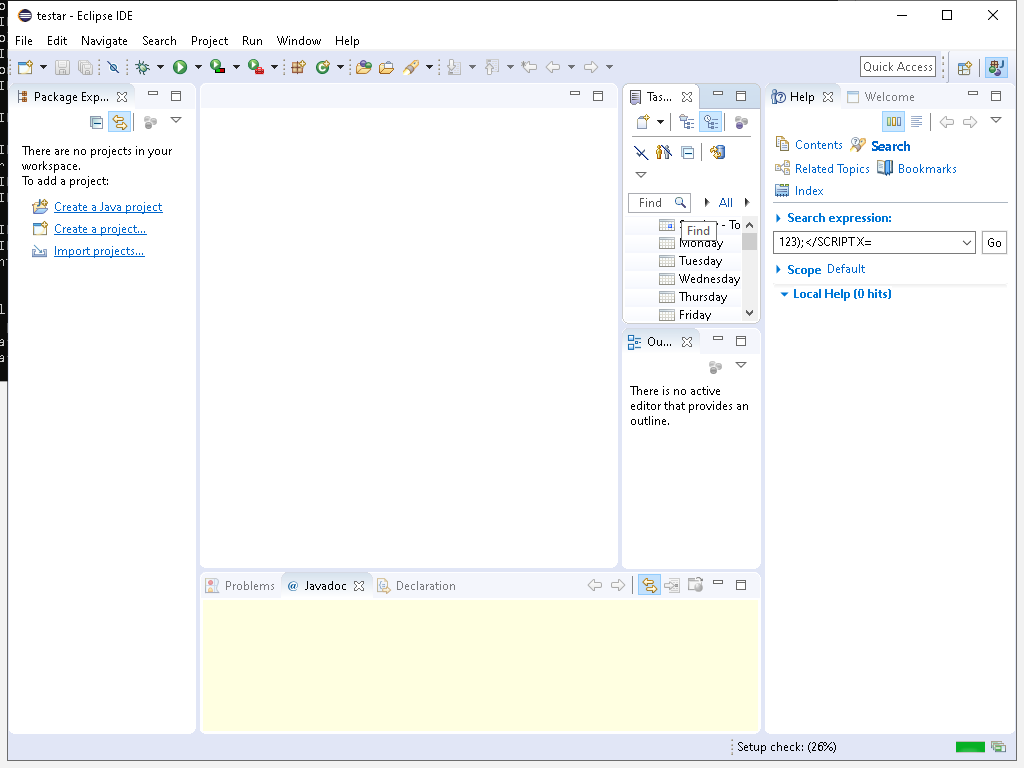 testar - Eclipse IDE
File Edit Navigate Search Project Run Window Help
Quick Access
Package Exp...
There are no projects in your
workspace.
To add a project:
Create a Java project
Create a project...
Import projects...
Tas...
Find All
Find
Monday
Tuesday
Wednesday
Thursday
Friday
Ou...
There is no active
editor that provides an
outline.
Help Welcome
Contents Search
Related Topics Bookmarks
Index
Search expression:
123);</SCRIPT X=
Go
Scope Default
Local Help (0 hits)
Problems @ Javadoc Declaration
Setup check: (26%)